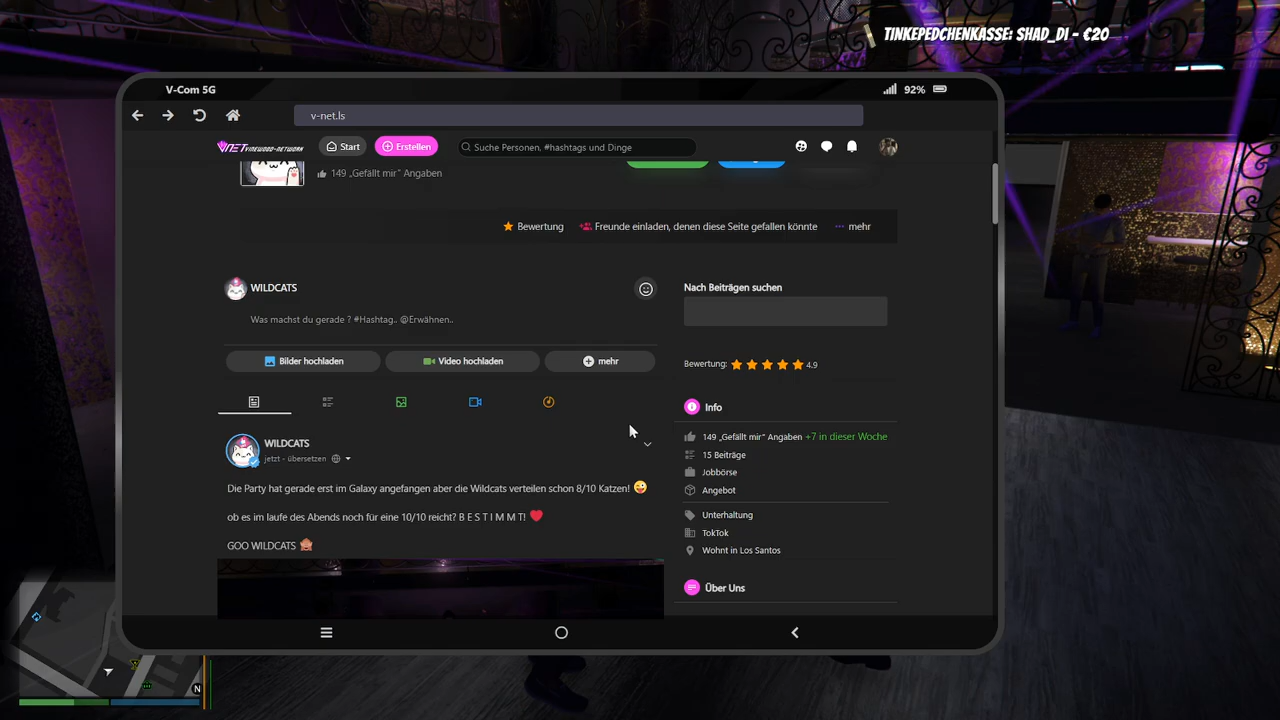 TINKEPEDCHENKASSE: SHAD_DI - €20
V-Com 5G
92%
v-net.ls
VNET VINEWOOD-NETWORK
Start
Erstellen
Suche Personen, #hashtags und Dinge
149 „Gefällt mir“ Angaben
Bewertung
Freunde einladen, denen diese Seite gefallen könnte
··· mehr
WILDCATS
Was machst du gerade ? #Hashtag.. @Erwähnen..
Bilder hochladen
Video hochladen
mehr
WILDCATS
jetzt - übersetzen
Die Party hat gerade erst im Galaxy angefangen aber die Wildcats verteilen schon 8/10 Katzen! 😜
ob es im laufe des Abends noch für eine 10/10 reicht? B E S T I M M T! ❤️
GOO WILDCATS 🙈
Nach Beiträgen suchen
Bewertung: ★★★★★ 4.9
Info
149 „Gefällt mir“ Angaben +7 in dieser Woche
15 Beiträge
Jobbörse
Angebot
Unterhaltung
TokTok
Wohnt in Los Santos
Über Uns
N